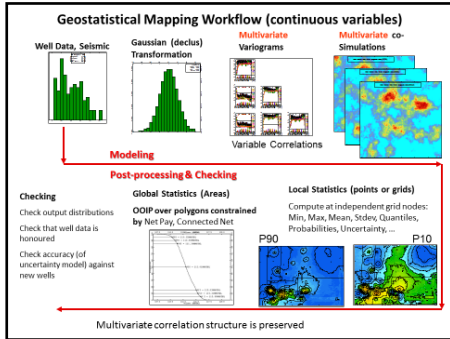 Geostatistical Mapping Workflow (continuous variables)
Well Data, Seismic
Gaussian (declus)
Transformation
Multivariate
Variograms
Multivariate co-
Simulations
Variable Correlations
Modeling
Post-processing & Checking
Checking
Check output distributions
Check that well data is
honoured
Check accuracy (of
uncertainty model) against
new wells
Global Statistics (Areas)
OOIP over polygons constrained
by Net Pay, Connected Net
Local Statistics (points or grids)
Compute at independent grid nodes:
Min, Max, Mean, Stdev, Quantiles,
Probabilities, Uncertainty, ...
P90
P10
Multivariate correlation structure is preserved